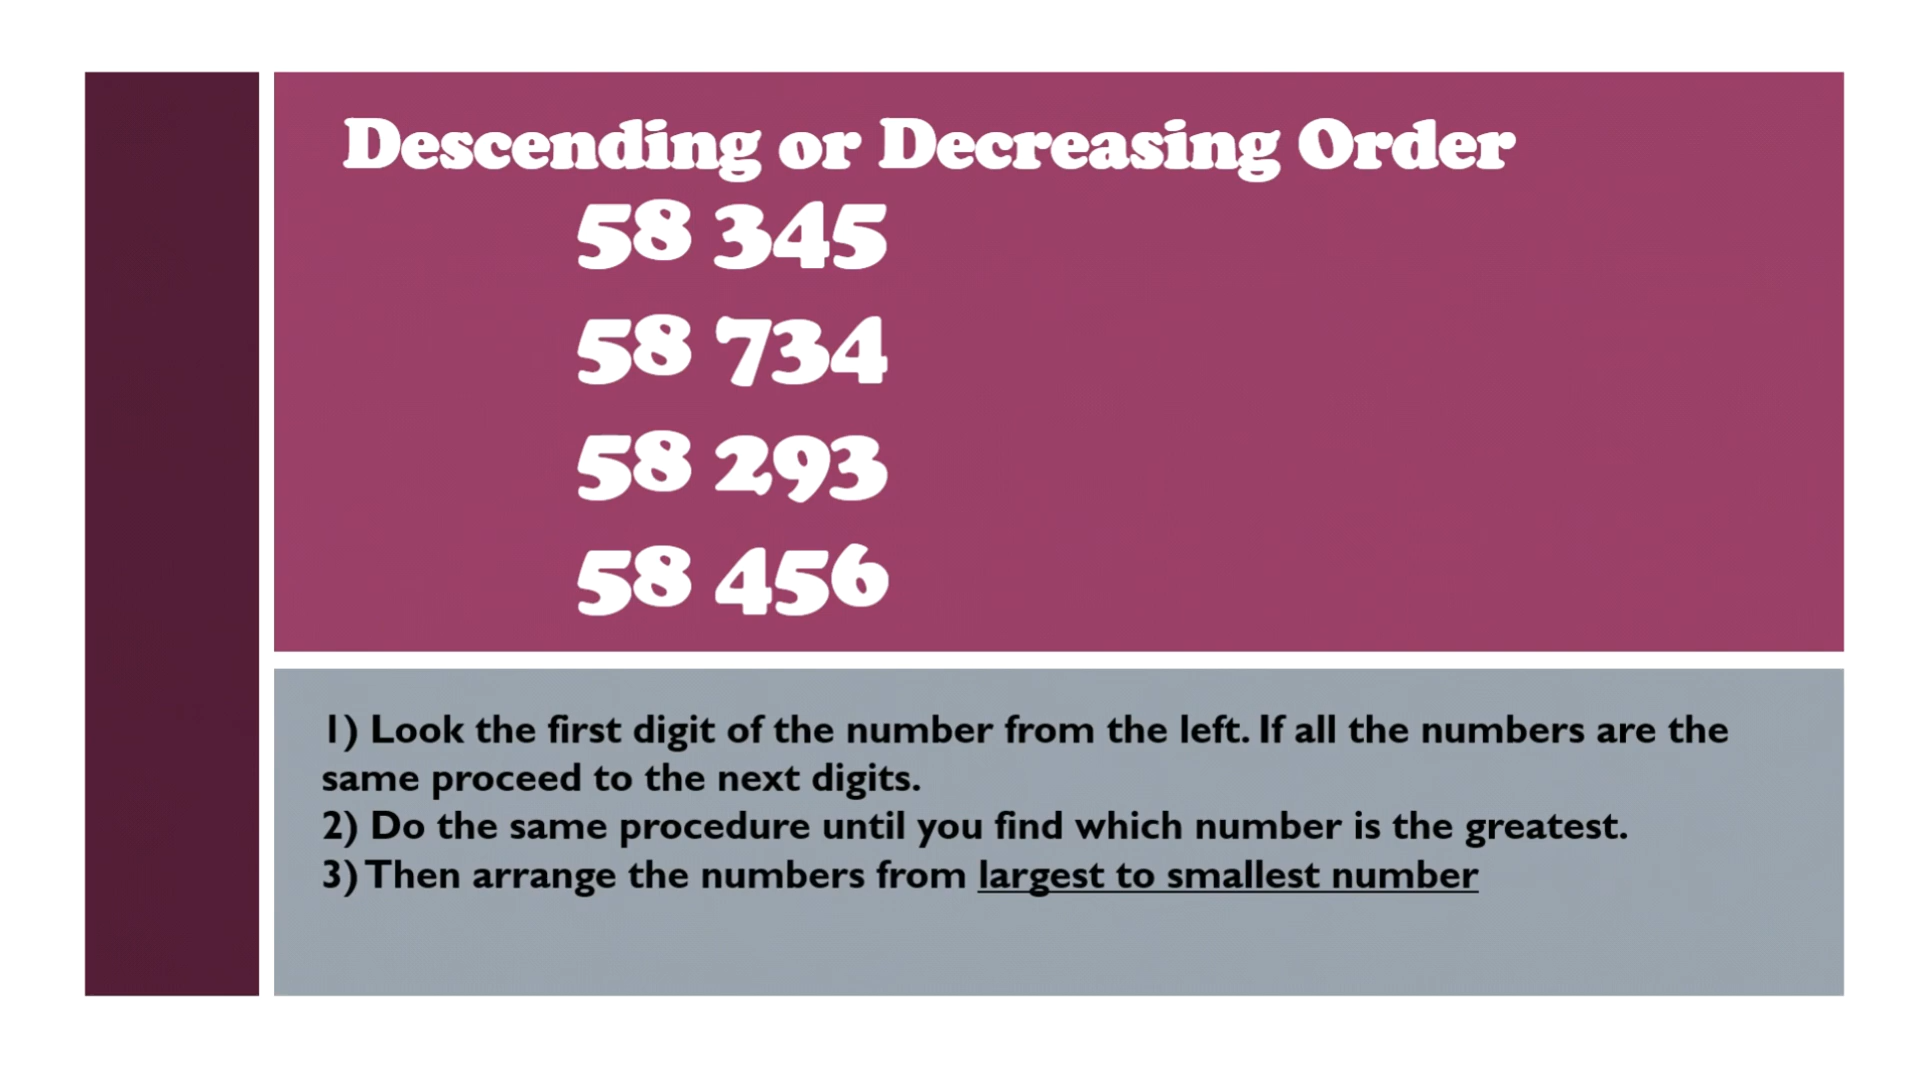 Descending or Decreasing Order
58 345
58 734
58 293
58 456
1) Look the first digit of the number from the left. If all the numbers are the
same proceed to the next digits.
2) Do the same procedure until you find which number is the greatest.
3) Then arrange the numbers from largest to smallest number